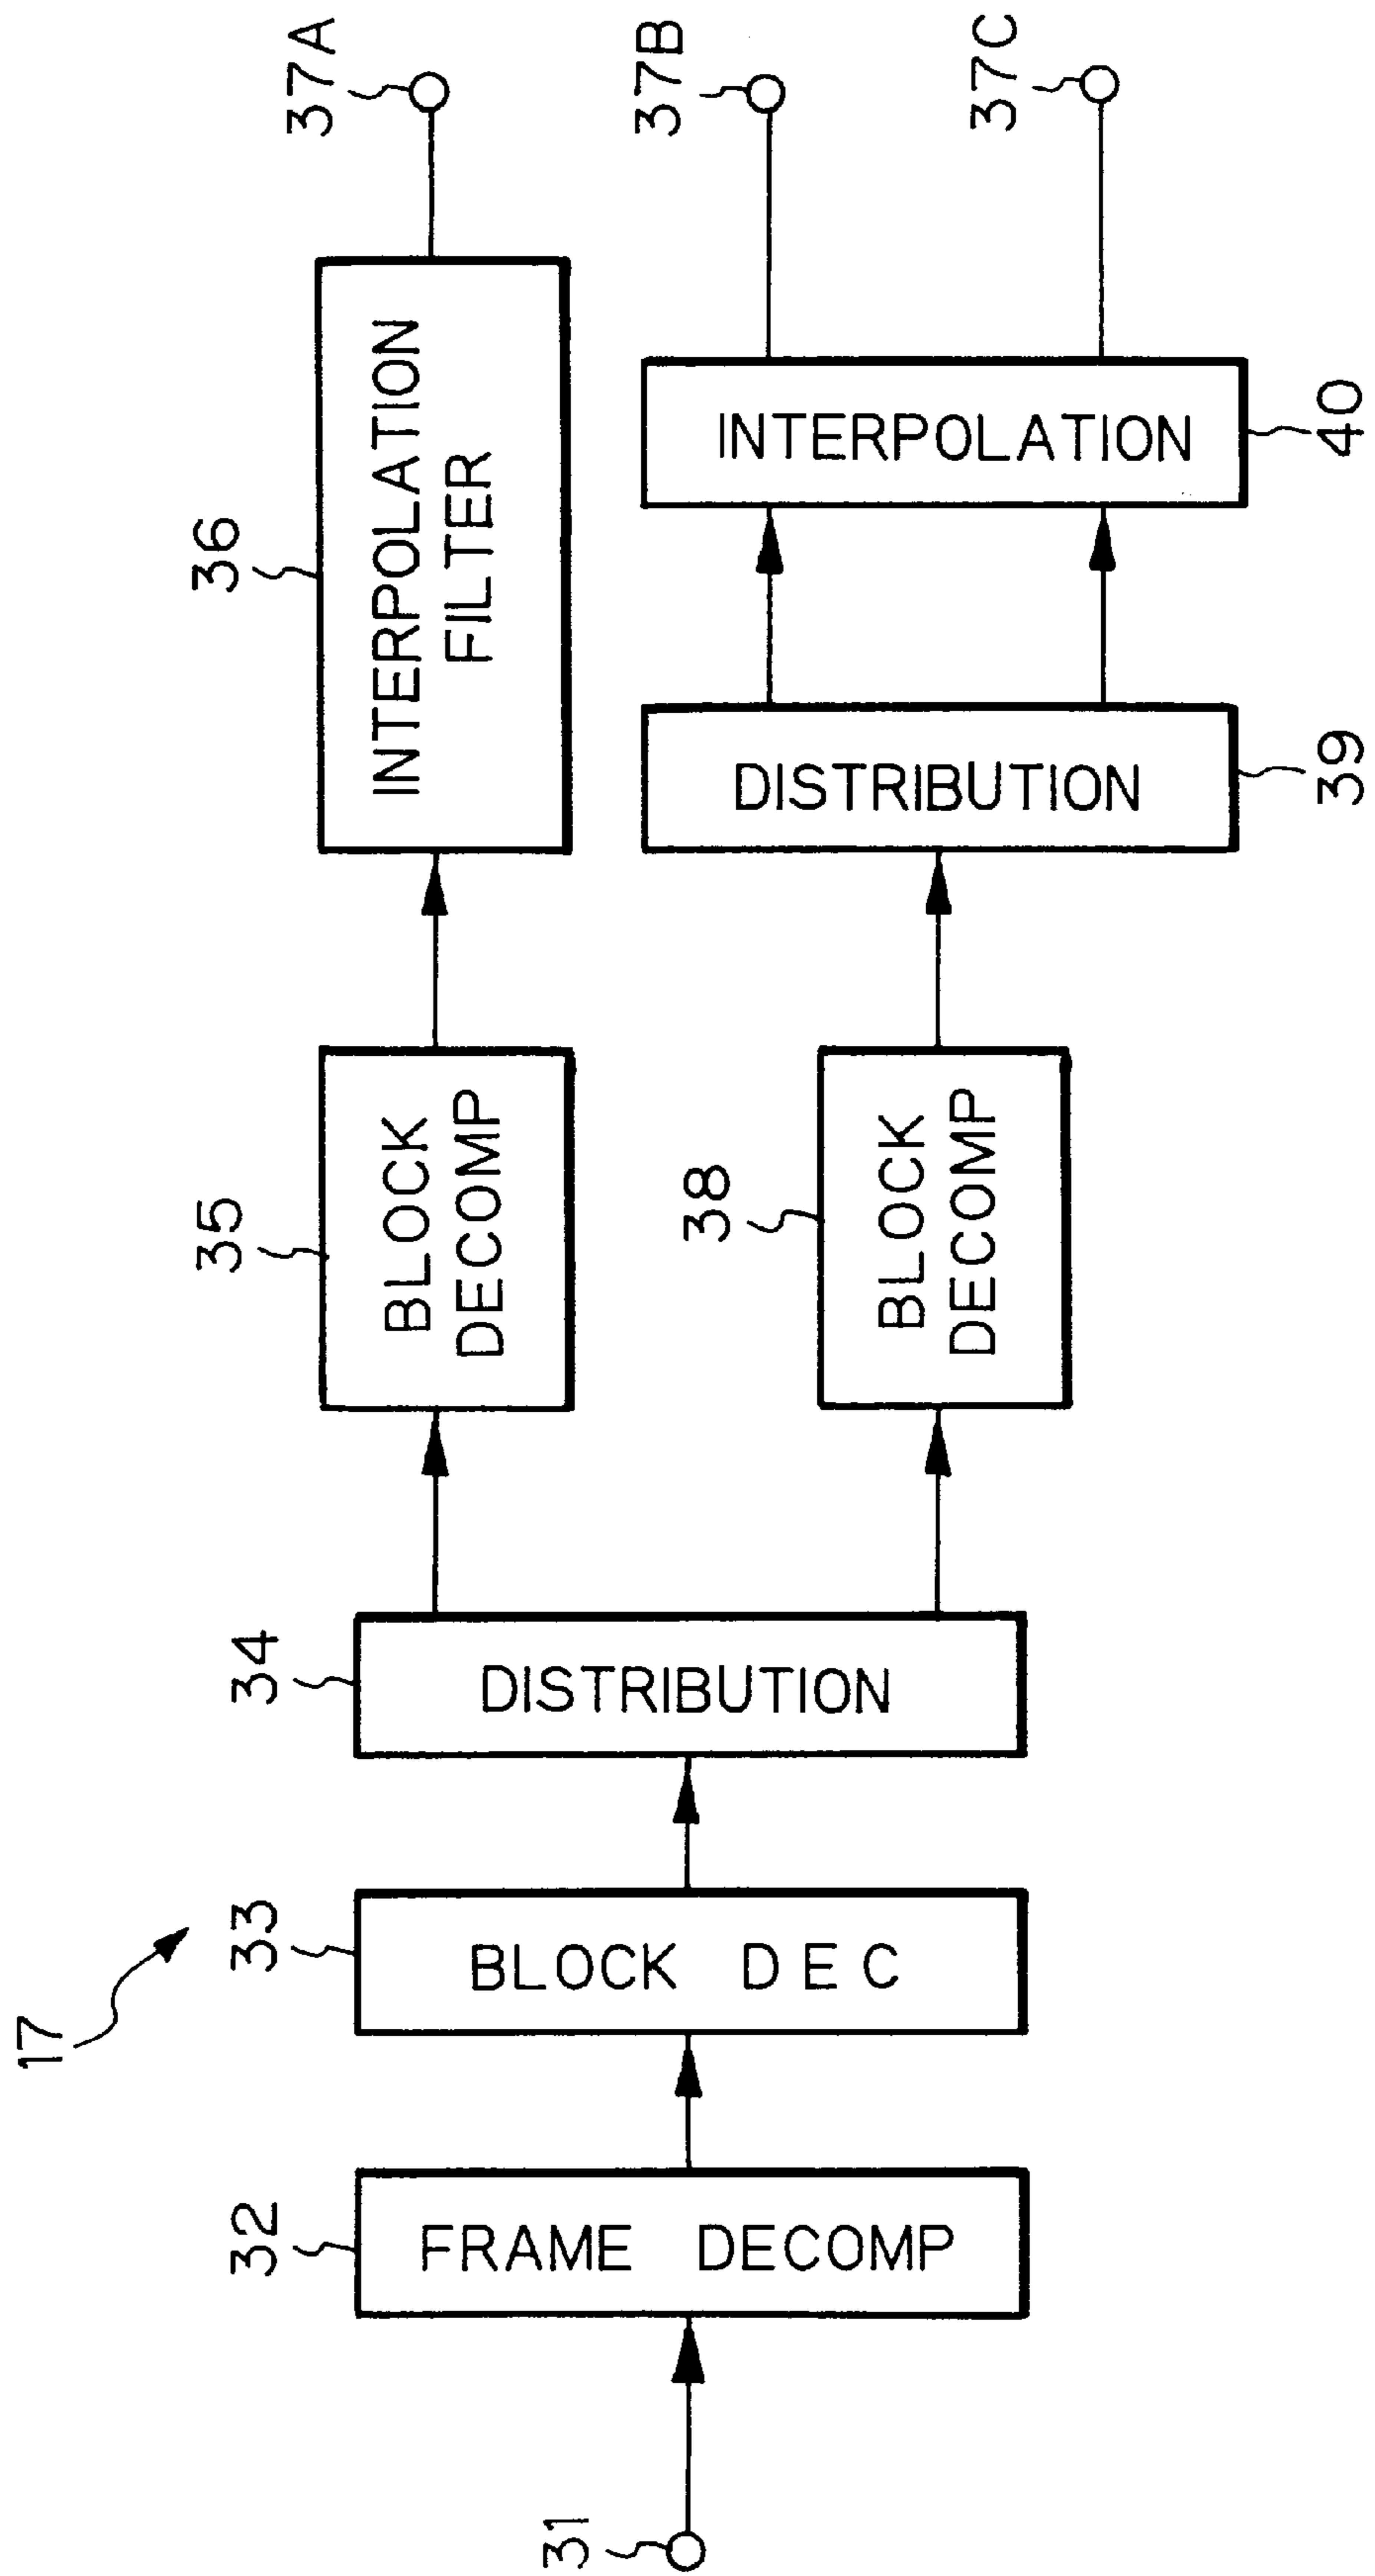 17
31
32
FRAME DECOMP
33
BLOCK DEC
34
DISTRIBUTION
35
BLOCK
DECOMP
36
INTERPOLATION
FILTER
37A
38
BLOCK
DECOMP
DISTRIBUTION
39
INTERPOLATION
40
37B
37C